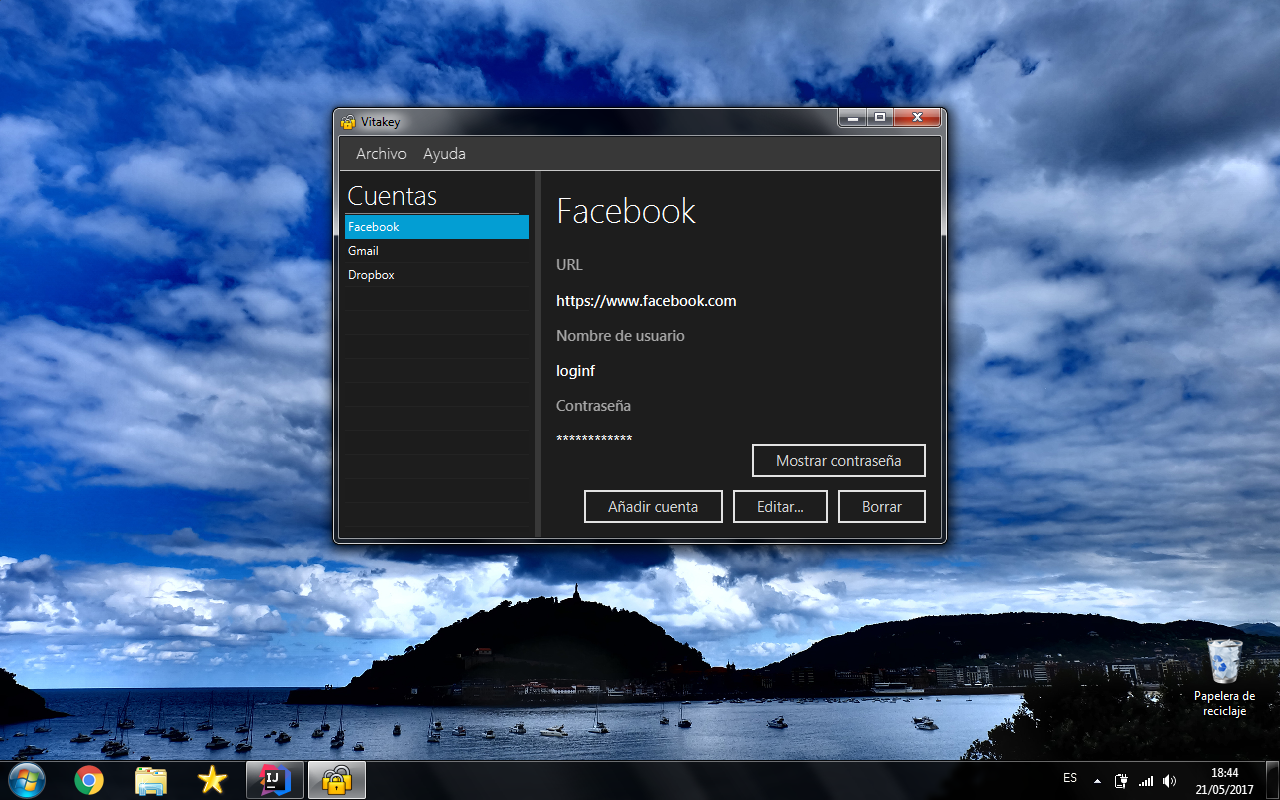 Vitakey
Archivo Ayuda
Cuentas
Facebook
Gmail
Dropbox
Facebook
URL
https://www.facebook.com
Nombre de usuario
loginf
Contraseña
************
Mostrar contraseña
Añadir cuenta Editar... Borrar
Papelera de
reciclaje
IJ
ES
18:44
21/05/2017